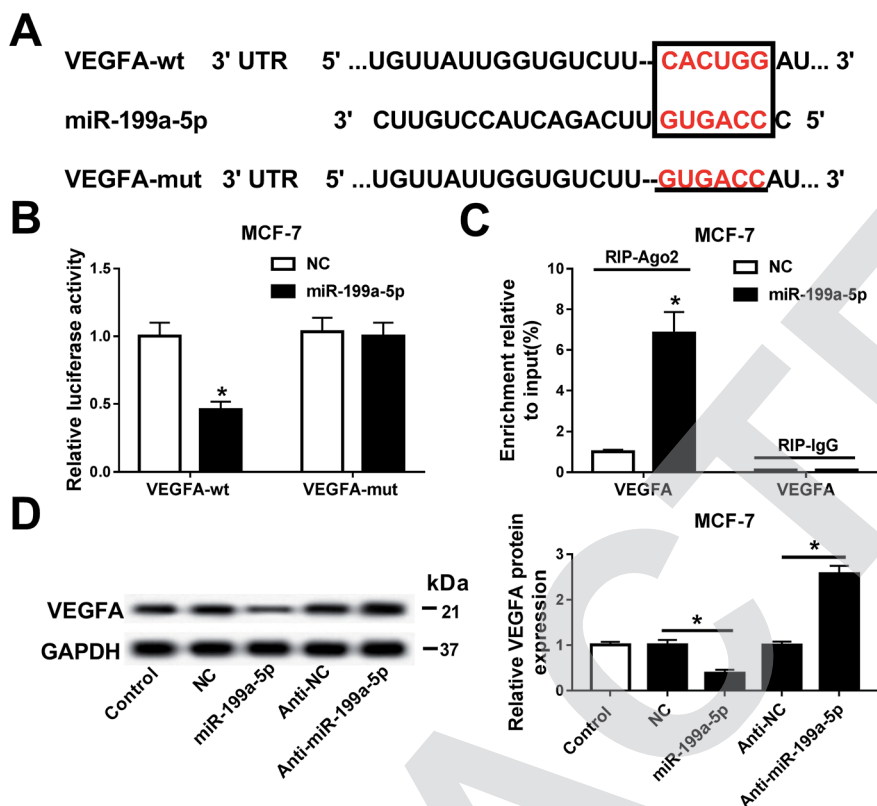 A
VEGFA-wt 3' UTR 5' ...UGUUAUUGGUGUCUU--CACUGGAU... 3'
miR-199a-5p 3' CUUGUCCAUCAGACUUGUGACCC 5'
VEGFA-mut 3' UTR 5' ...UGUUAUUGGUGUCUU--GUGACCAU... 3'
B
MCF-7
NC
miR-199a-5p
Relative luciferase activity
1.5
1.0
0.5
0.0
*
VEGFA-wt VEGFA-mut
C
MCF-7
RIP-Ago2
NC
miR-199a-5p
Enrichment relative
to input(%)
10
8
6
4
2
0
*
RIP-IgG
VEGFA VEGFA
D
kDa
VEGFA 21
GAPDH 37
Control NC miR-199a-5p Anti-NC Anti-miR-199a-5p
MCF-7
Relative VEGFA protein
expression
3
2
1
0
* *
Control NC miR-199a-5p Anti-NC Anti-miR-199a-5p